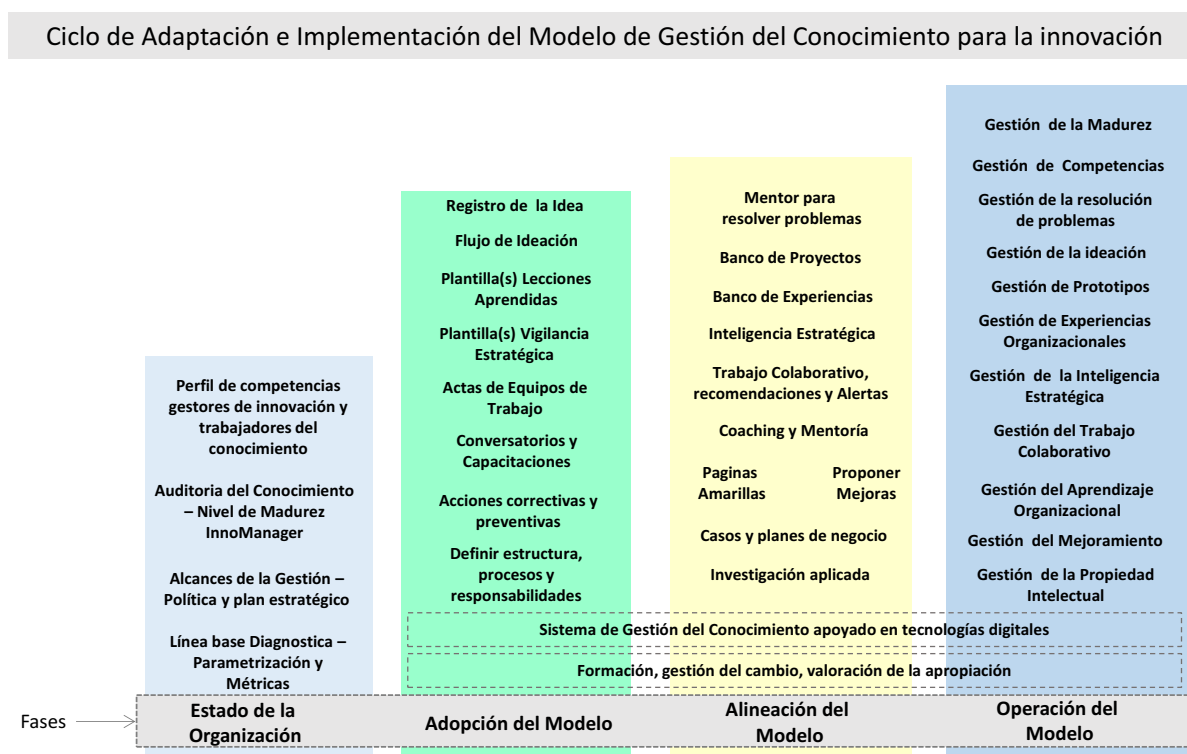 Ciclo de Adaptación e Implementación del Modelo de Gestión del Conocimiento para la innovación
Perfil de competencias
gestores de innovación y
trabajadores del
conocimiento
Auditoria del Conocimiento
– Nivel de Madurez
InnoManager
Alcances de la Gestión –
Política y plan estratégico
Línea base Diagnostica –
Parametrización y
Métricas
Registro de la Idea
Flujo de Ideación
Plantilla(s) Lecciones
Aprendidas
Plantilla(s) Vigilancia
Estratégica
Actas de Equipos de
Trabajo
Conversatorios y
Capacitaciones
Acciones correctivas y
preventivas
Definir estructura,
procesos y
responsabilidades
Mentor para
resolver problemas
Banco de Proyectos
Banco de Experiencias
Inteligencia Estratégica
Trabajo Colaborativo,
recomendaciones y Alertas
Coaching y Mentoría
Paginas
Amarillas
Proponer
Mejoras
Casos y planes de negocio
Investigación aplicada
Gestión de la Madurez
Gestión de Competencias
Gestión de la resolución
de problemas
Gestión de la ideación
Gestión de Prototipos
Gestión de Experiencias
Organizacionales
Gestión de la Inteligencia
Estratégica
Gestión del Trabajo
Colaborativo
Gestión del Aprendizaje
Organizacional
Gestión del Mejoramiento
Gestión de la Propiedad
Intelectual
Sistema de Gestión del Conocimiento apoyado en tecnologías digitales
Formación, gestión del cambio, valoración de la apropiación
Fases
Estado de la
Organización
Adopción del Modelo
Alineación del
Modelo
Operación del
Modelo